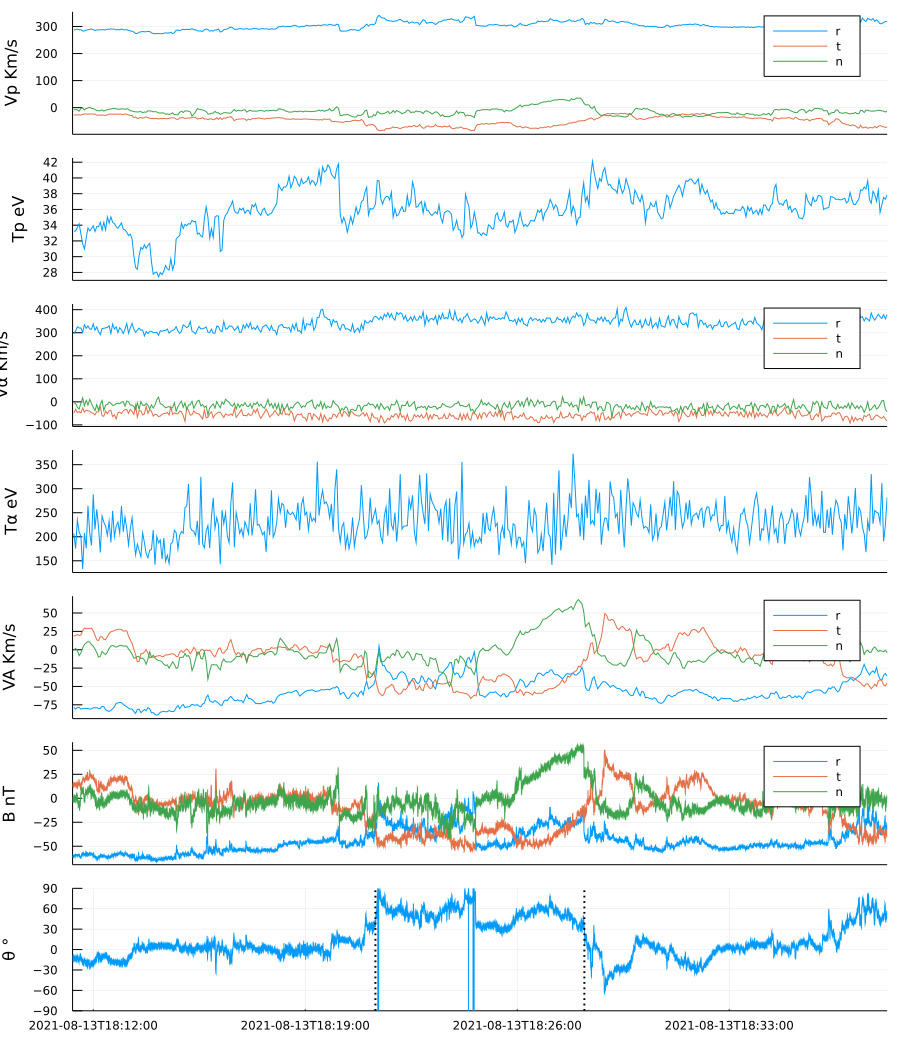 Vp Km/s
300
200
100
0
r
t
n
Tp eV
42
40
38
36
34
32
30
28
Vα Km/s
400
300
200
100
0
−100
r
t
n
Tα eV
350
300
250
200
150
VA Km/s
50
25
0
−25
−50
−75
r
t
n
B nT
50
25
0
−25
−50
r
t
n
θ °
90
60
30
0
−30
−60
−90
2021-08-13T18:12:00 2021-08-13T18:19:00 2021-08-13T18:26:00 2021-08-13T18:33:00